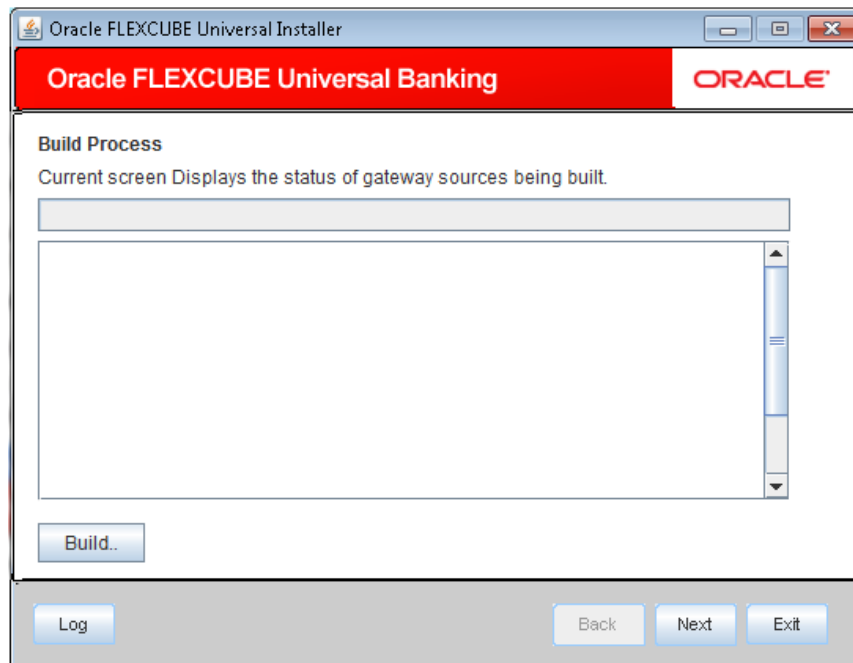 Oracle FLEXCUBE Universal Installer
Oracle FLEXCUBE Universal Banking
ORACLE
Build Process
Current screen Displays the status of gateway sources being built.
Build..
Log
Back
Next
Exit